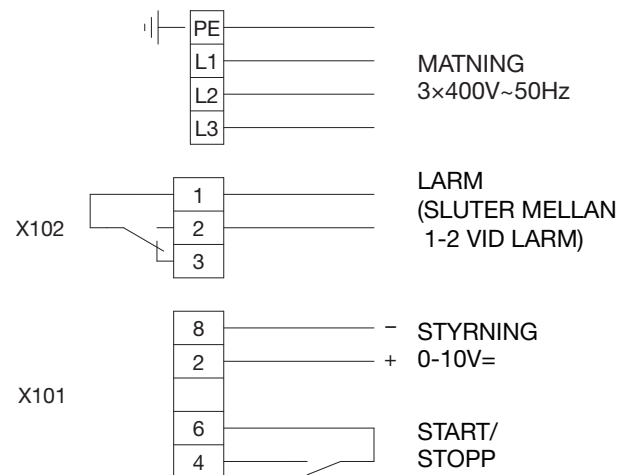 PE
L1
L2
L3
MATNING
3×400V~50Hz
X102
1
2
3
LARM
(SLUTER MELLAN
1-2 VID LARM)
X101
8
2
6
4
− STYRNING
+ 0-10V=
START/
STOPP